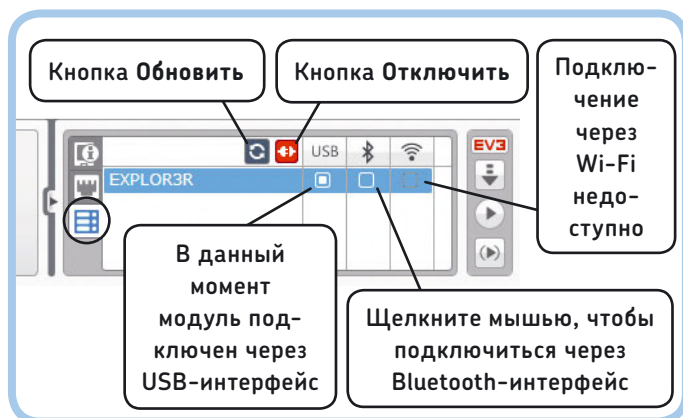 Кнопка Обновить
Кнопка Отключить
Подклю-
чение
через
Wi-Fi
недо-
ступно
USB
EV3
EXPLOR3R
В данный
момент
модуль под-
ключен через
USB-интерфейс
Щелкните мышью, чтобы
подключиться через
Bluetooth-интерфейс